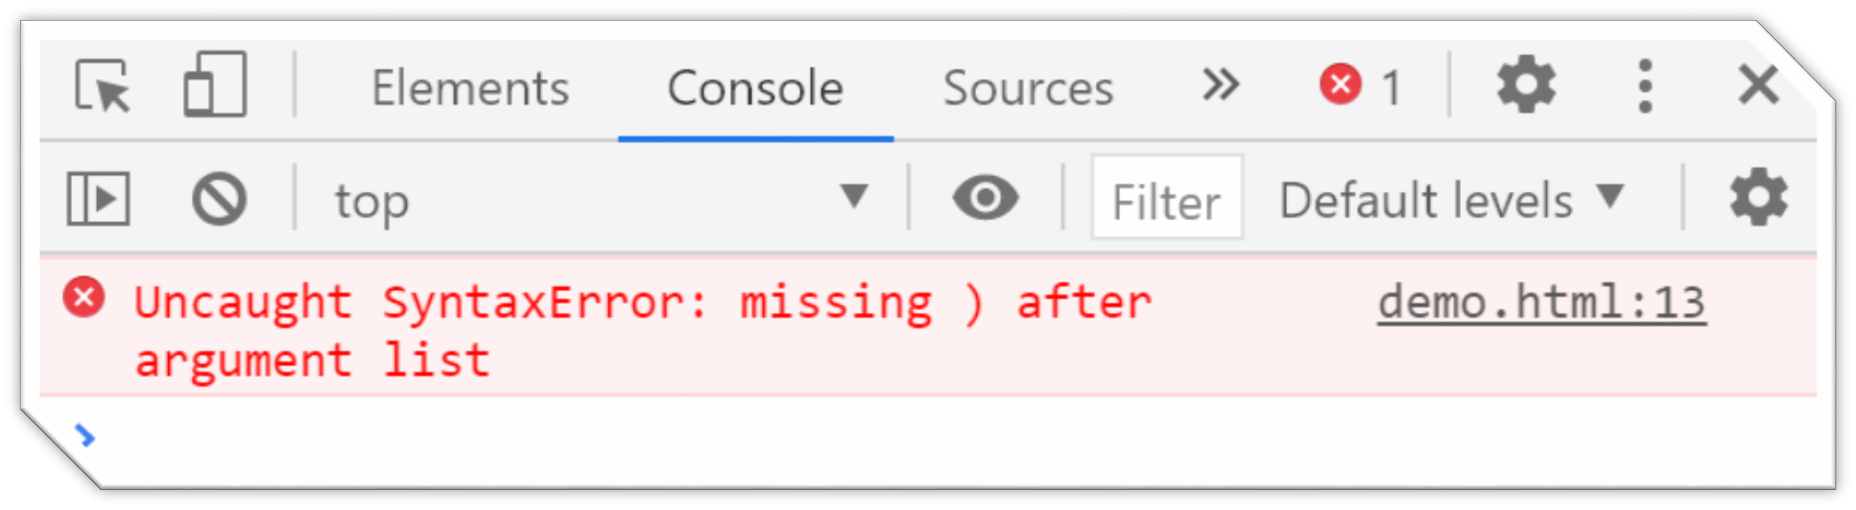 Elements Console Sources 1
top Filter Default levels
Uncaught SyntaxError: missing ) after demo.html:13
argument list